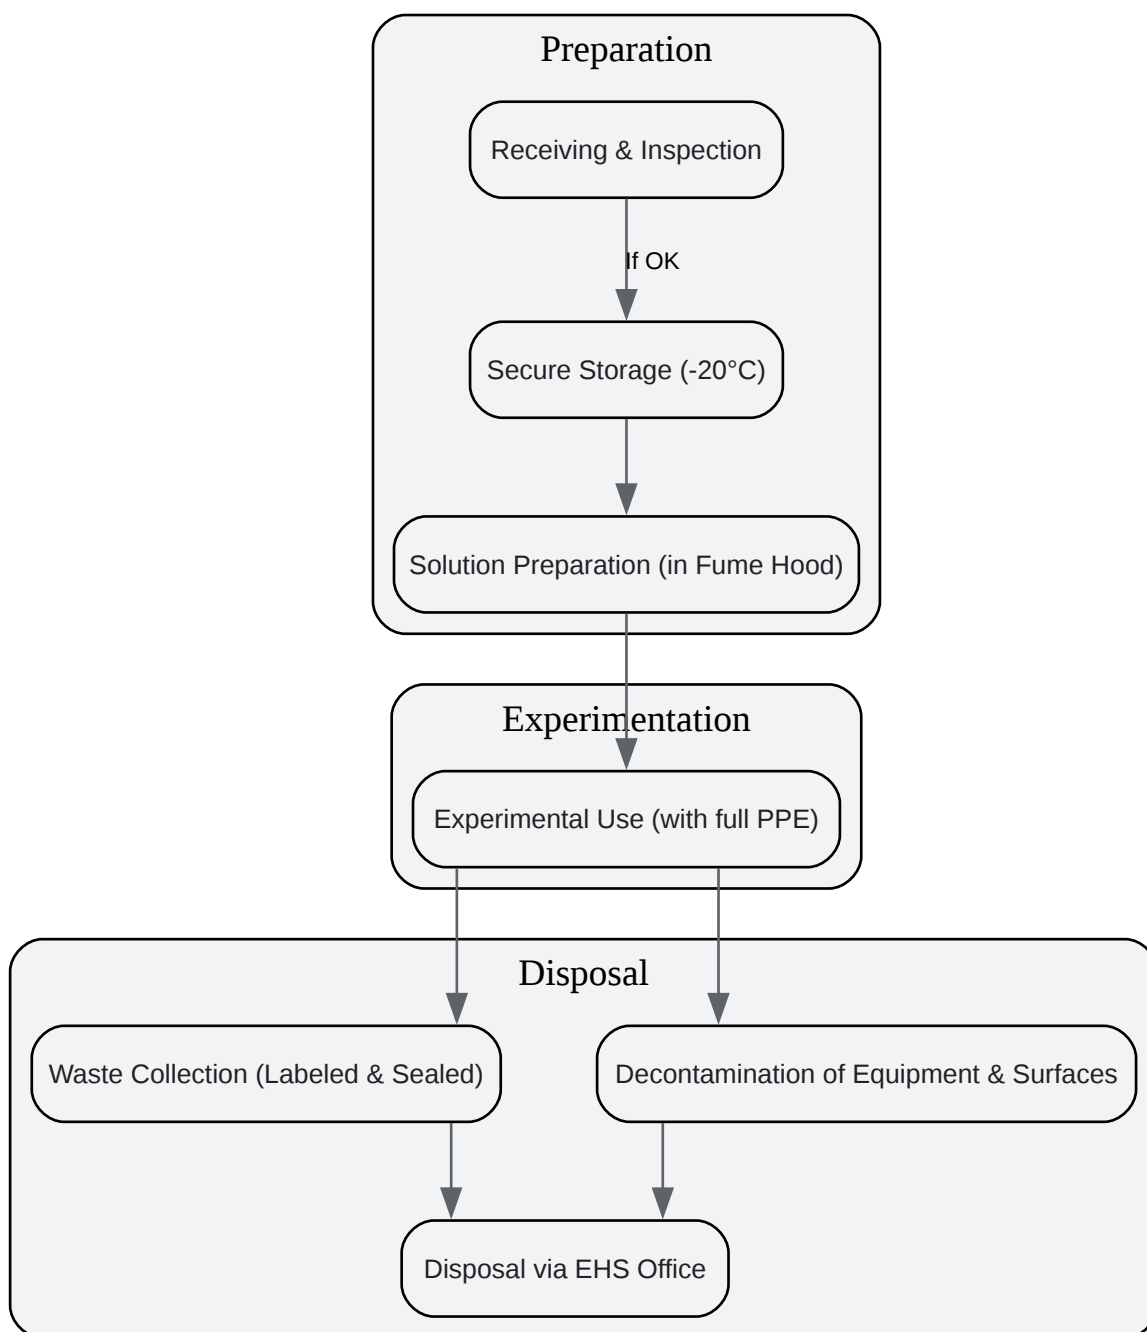 Preparation
Receiving & Inspection
If OK
Secure Storage (-20°C)
Solution Preparation (in Fume Hood)
Experimentation
Experimental Use (with full PPE)
Disposal
Waste Collection (Labeled & Sealed)
Decontamination of Equipment & Surfaces
Disposal via EHS Office